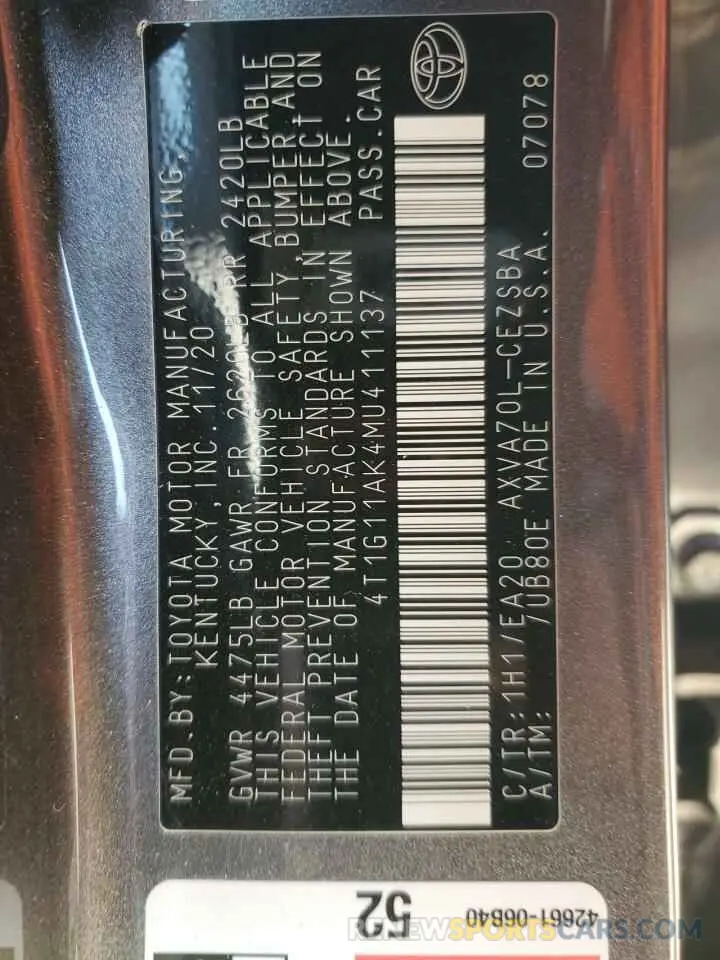 MFD.BY:TOYOTA MOTOR MANUFACTURING,
KENTUCKY, INC. 11/20
GVWR 4475LB GAWR FR 2620LB RR 2420LB
THIS VEHICLE CONFORMS TO ALL APPLICABLE
FEDERAL MOTOR VEHICLE SAFETY, BUMPER, AND
THEFT PREVENTION STANDARDS IN EFFECT ON
THE DATE OF MANUFACTURE SHOWN ABOVE.
4T1G11AK4MU411137 PASS.CAR
C/TR:1H1/EA20 AXVA70L-CEZSBA 07078
A/TM: /UB80E MADE IN U.S.A.
52
42661-06B40
RENEWSPORTSCARS.COM